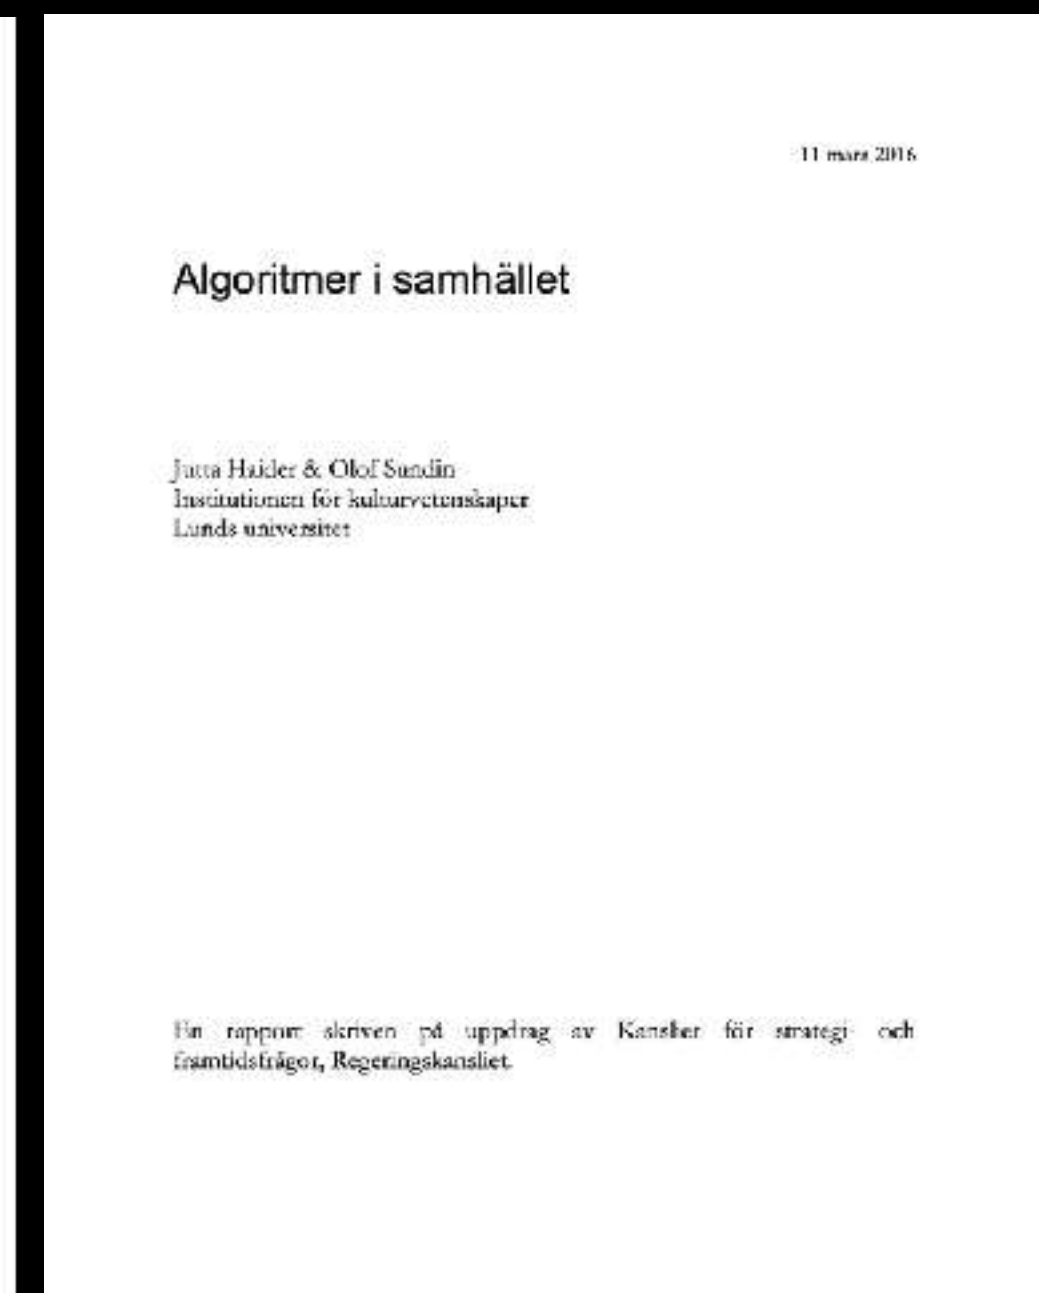 11 mars 2016
Algoritmer i samhället
Jutta Haider & Olof Sundin
Institutionen för kulturvetenskaper
Lunds universitet
En rapport skriven på uppdrag av Kansliet för strategi- och
framtidsfrågor, Regeringskansliet.